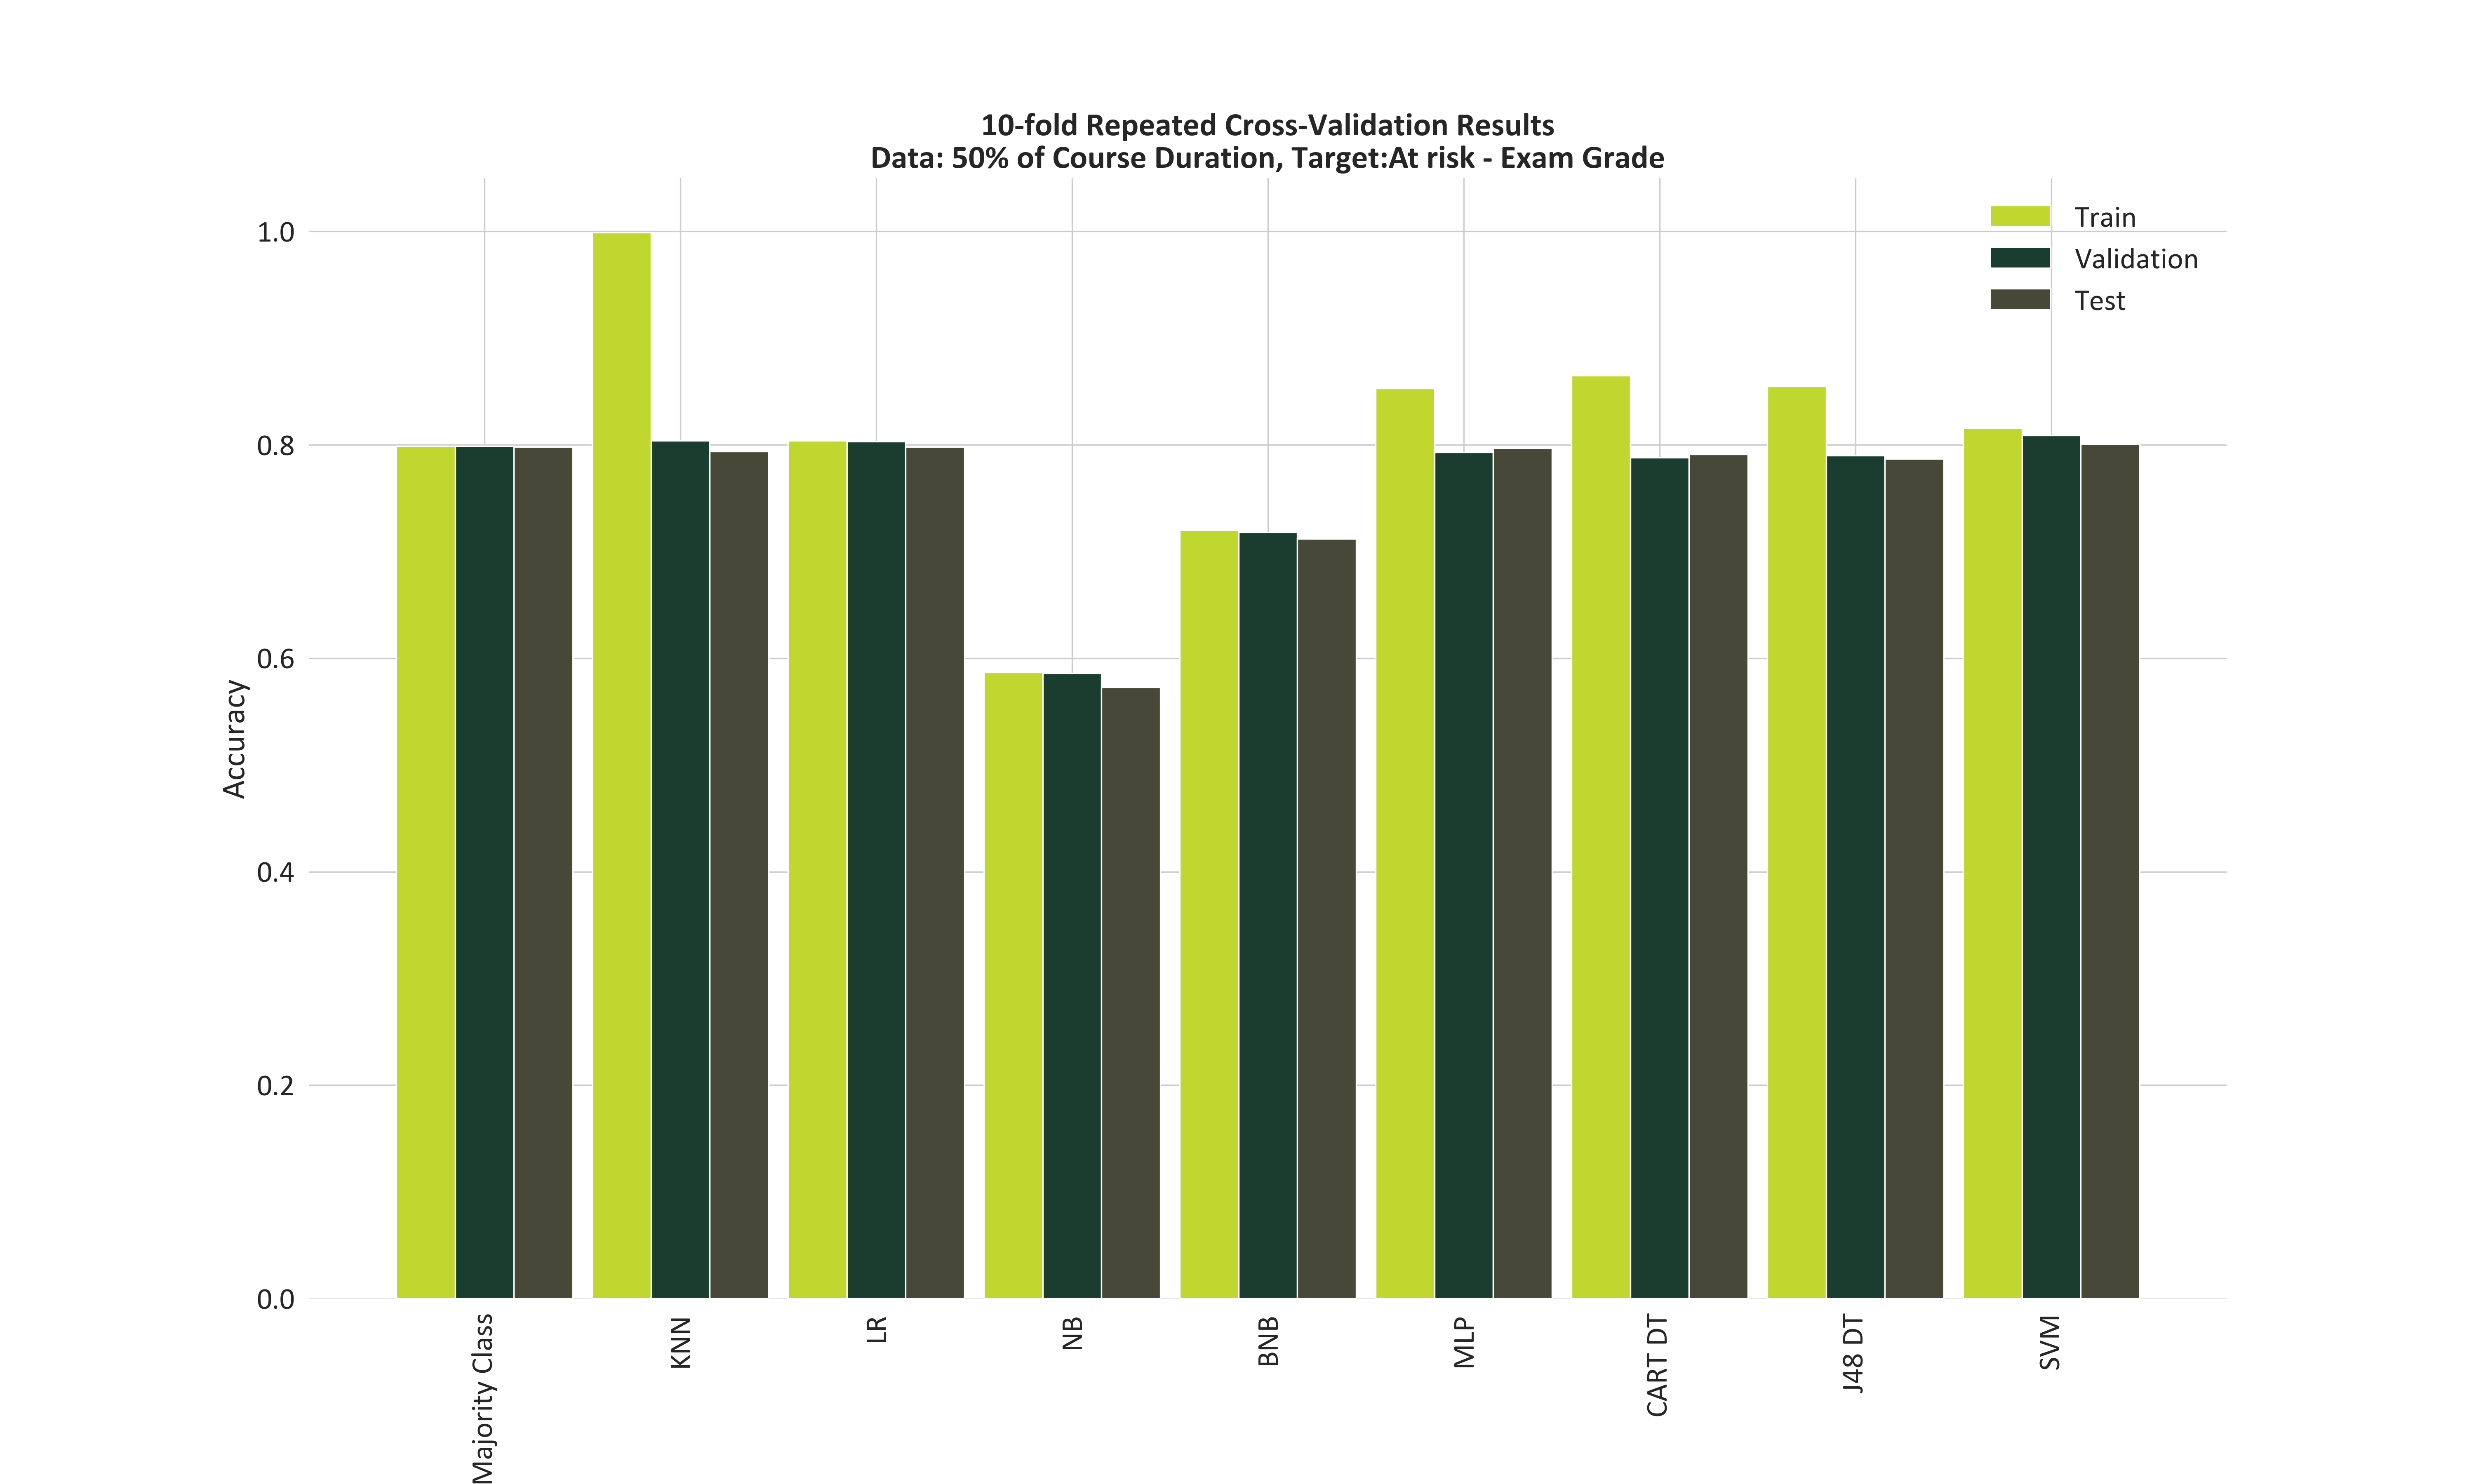 10-fold Repeated Cross-Validation Results
Data: 50% of Course Duration, Target:At risk - Exam Grade
Train
Validation
Test
Accuracy
1.0
0.8
0.6
0.4
0.2
0.0
Majority Class
KNN
LR
NB
BNB
MLP
CART DT
J48 DT
SVM